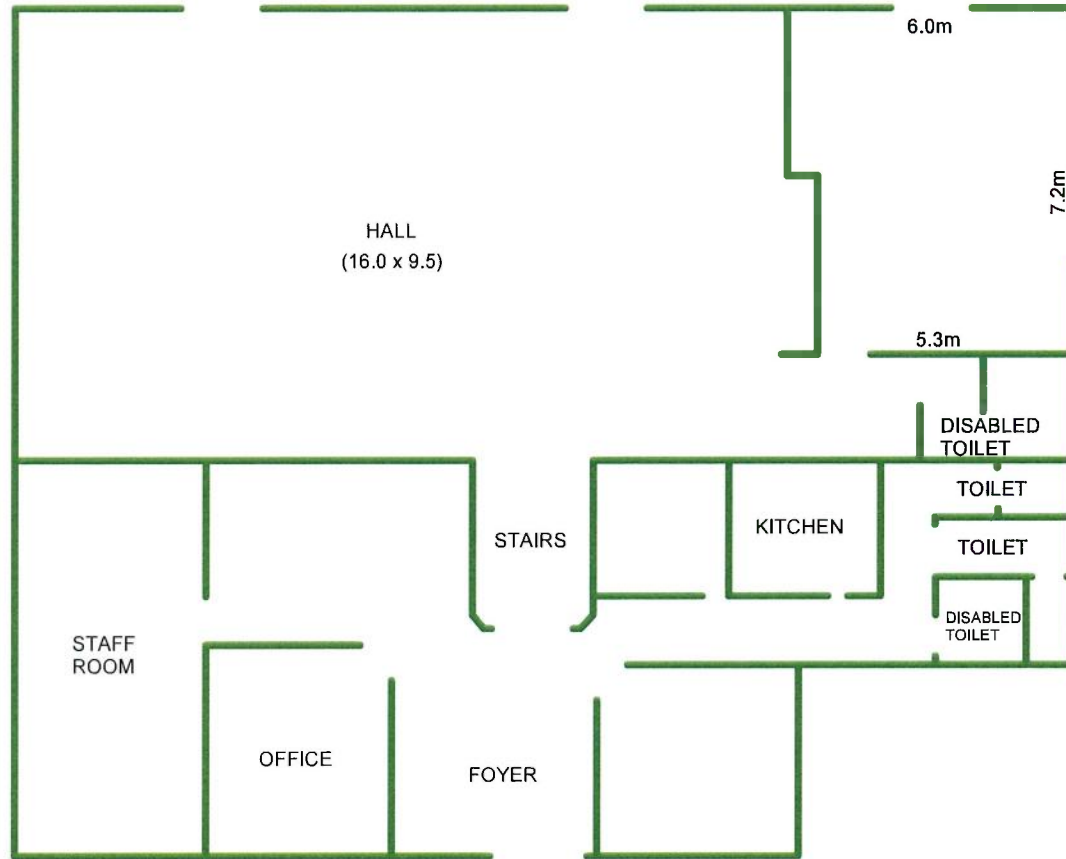 6.0m
7.2m
HALL
(16.0 x 9.5)
5.3m
DISABLED
TOILET
TOILET
KITCHEN
STAIRS
TOILET
DISABLED
TOILET
STAFF
ROOM
OFFICE
FOYER